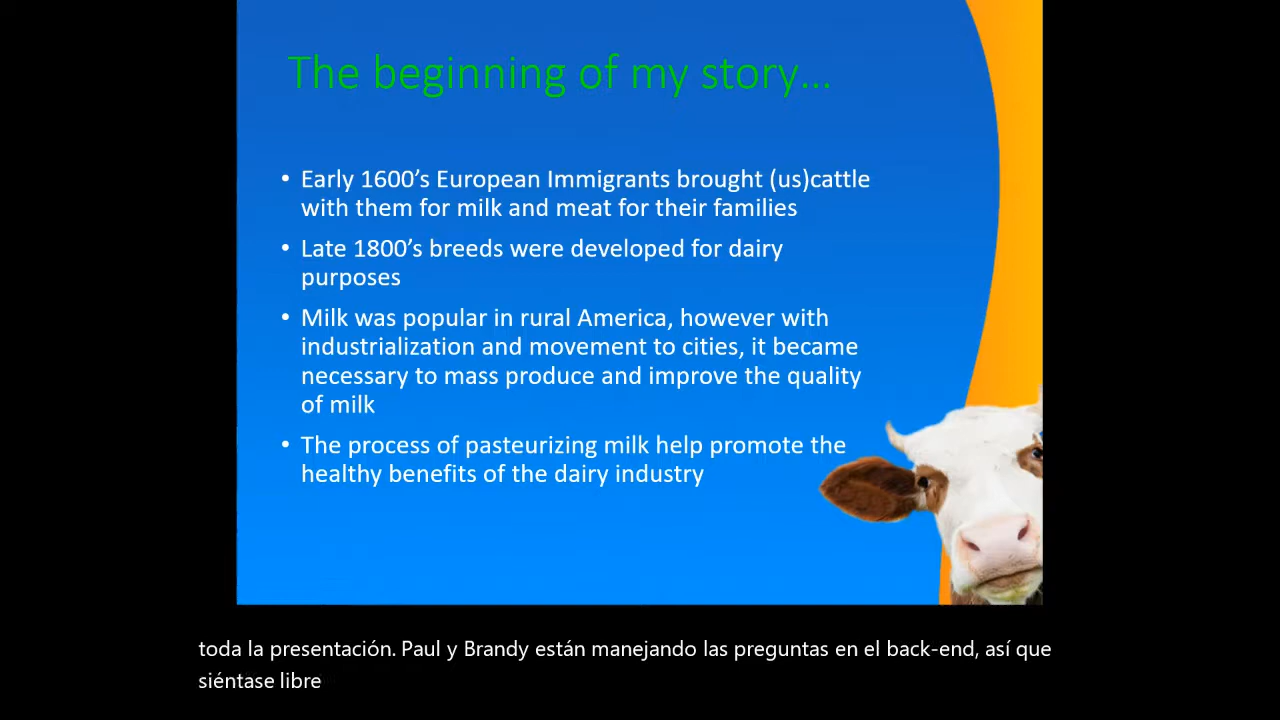 The beginning of my story...
• Early 1600's European Immigrants brought (us)cattle
with them for milk and meat for their families
• Late 1800's breeds were developed for dairy
purposes
• Milk was popular in rural America, however with
industrialization and movement to cities, it became
necessary to mass produce and improve the quality
of milk
• The process of pasteurizing milk help promote the
healthy benefits of the dairy industry
toda la presentación. Paul y Brandy están manejando las preguntas en el back-end, así que
siéntase libre